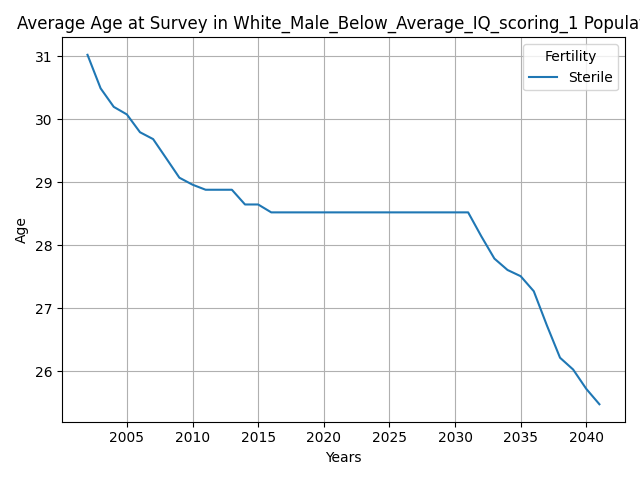 Average Age at Survey in White_Male_Below_Average_IQ_scoring_1 Popula
Fertility
Sterile
31
30
29
28
27
26
Age
2005 2010 2015 2020 2025 2030 2035 2040
Years